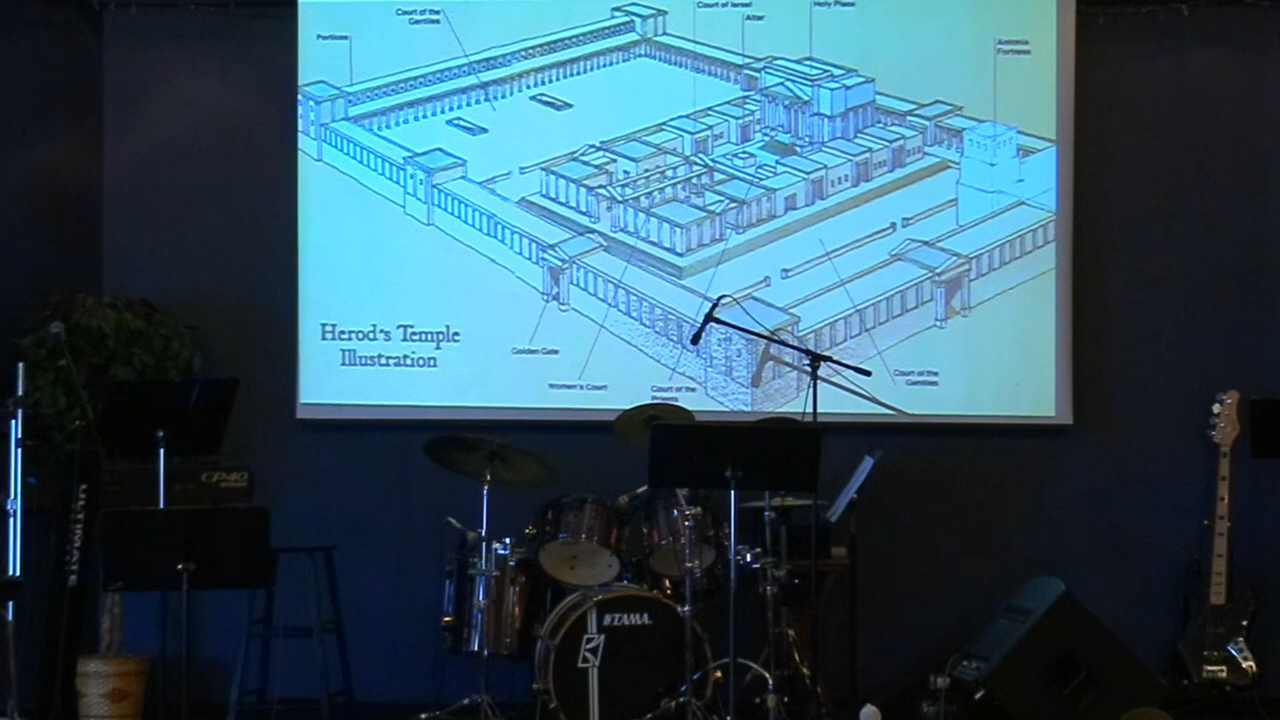 Court of the
Gentiles
Court of Israel
Altar
Holy Place
Porticos
Antonia
Fortress
Herod's Temple
Illustration
Golden Gate
Women's Court
Court of the
Priests
Court of the
Gentiles
CP40
ULTIMATE
TAMA